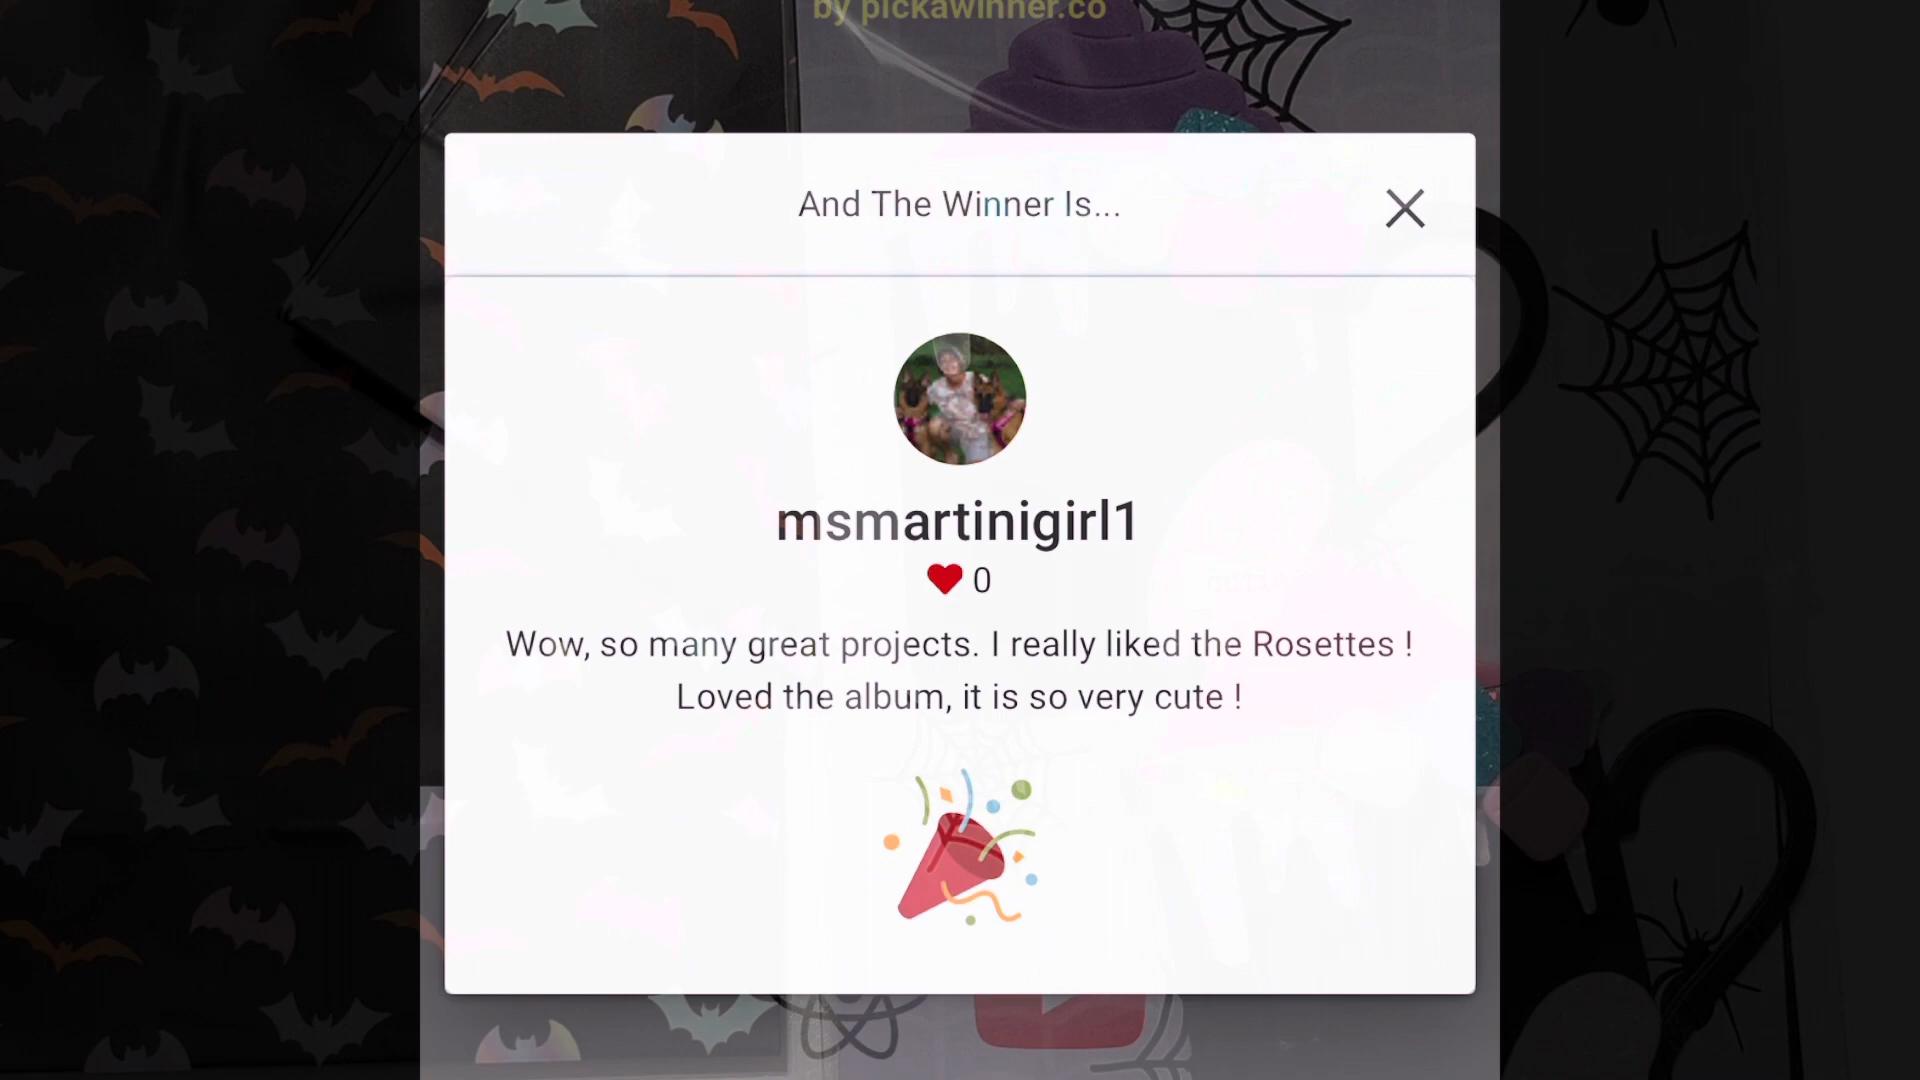 by pickawinner.co
And The Winner Is...
msmartinigirl1
0
Wow, so many great projects. I really liked the Rosettes !
Loved the album, it is so very cute !